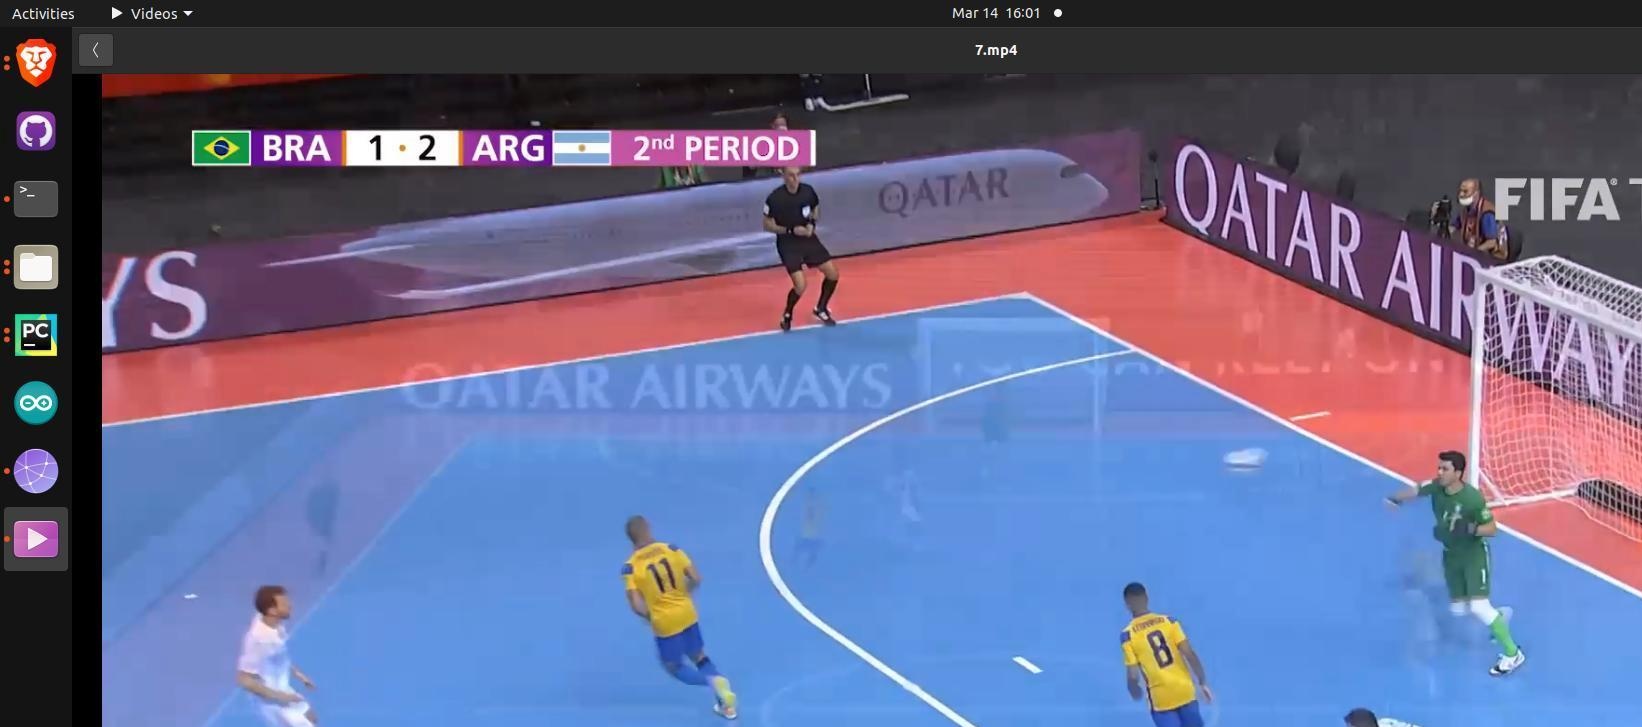 Activities
Videos
Mar 14 16:01
7.mp4
BRA 1 · 2 ARG 2nd PERIOD
QATAR
QATAR AIRWAYS
FIFA
YS
QATAR AIRWAYS
>_
PC
11
8
1